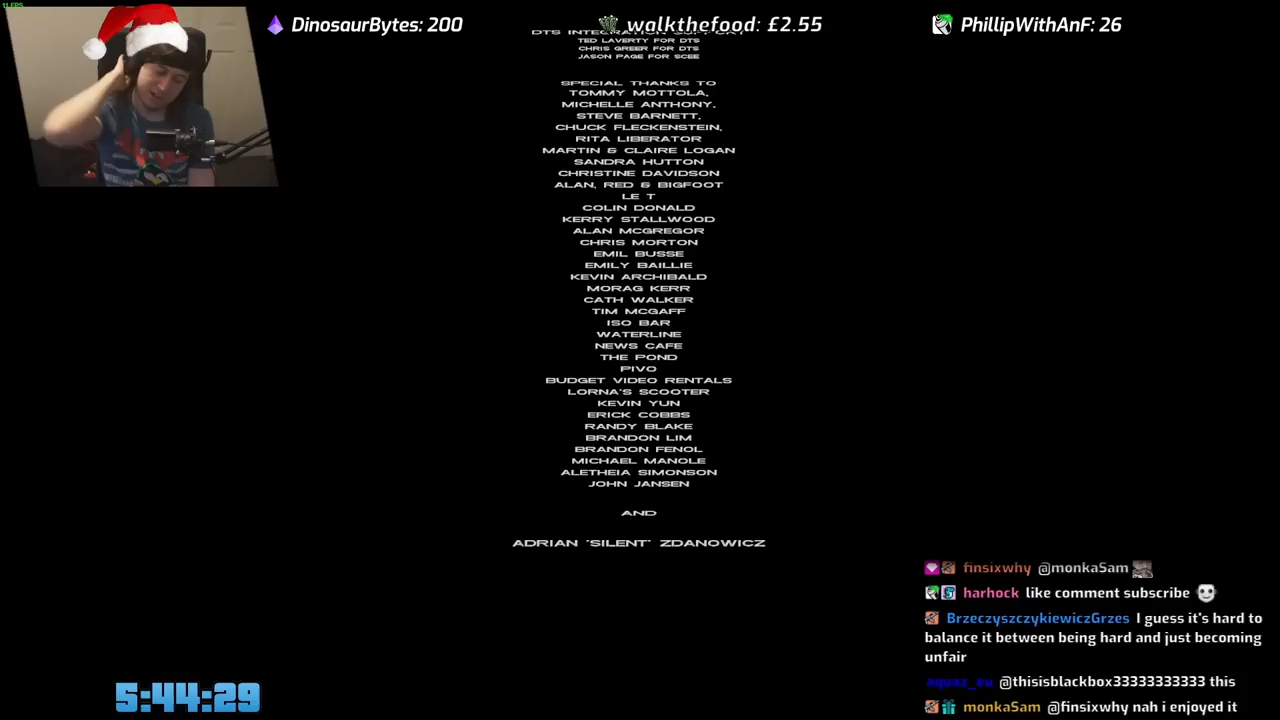 11 FPS
DinosaurBytes: 200
walkthefood: £2.55
PhillipWithAnF: 26
DTS INTEGRATION SUPPORT
TED LAVERTY FOR DTS
CHRIS GREER FOR DTS
JASON PAGE FOR SCEE
SPECIAL THANKS TO
TOMMY MOTTOLA,
MICHELLE ANTHONY,
STEVE BARNETT,
CHUCK FLECKENSTEIN,
RITA LIBERATOR
MARTIN & CLAIRE LOGAN
SANDRA HUTTON
CHRISTINE DAVIDSON
ALAN, RED & BIGFOOT
LE T
COLIN DONALD
KERRY STALLWOOD
ALAN MCGREGOR
CHRIS MORTON
EMIL BUSSE
EMILY BAILLIE
KEVIN ARCHIBALD
MORAG KERR
CATH WALKER
TIM MCGAFF
ISO BAR
WATERLINE
NEWS CAFE
THE POND
PIVO
BUDGET VIDEO RENTALS
LORNA'S SCOOTER
KEVIN YUN
ERICK COBBS
RANDY BLAKE
BRANDON LIM
BRANDON FENOL
MICHAEL MANOLE
ALETHEIA SIMONSON
JOHN JANSEN
AND
ADRIAN 'SILENT' ZDANOWICZ
finsixwhy @monkaSam
harhock like comment subscribe
BrzeczyszczykiewiczGrzes I guess it's hard to
balance it between being hard and just becoming
unfair
aquaz_eu @thisisblackbox33333333333 this
monkaSam @finsixwhy nah i enjoyed it
5:44:29